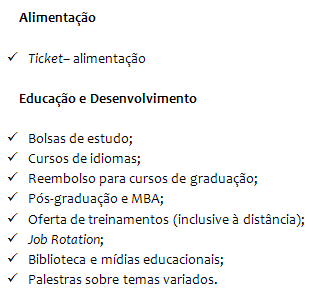 Alimentação
✓ Ticket– alimentação
Educação e Desenvolvimento
✓ Bolsas de estudo;
✓ Cursos de idiomas;
✓ Reembolso para cursos de graduação;
✓ Pós-graduação e MBA;
✓ Oferta de treinamentos (inclusive à distância);
✓ Job Rotation;
✓ Biblioteca e mídias educacionais;
✓ Palestras sobre temas variados.